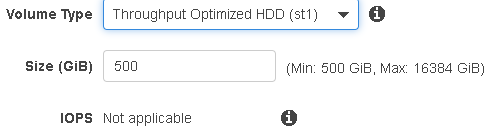 Volume Type Throughput Optimized HDD (st1)
Size (GiB) 500 (Min: 500 GiB, Max: 16384 GiB)
IOPS Not applicable